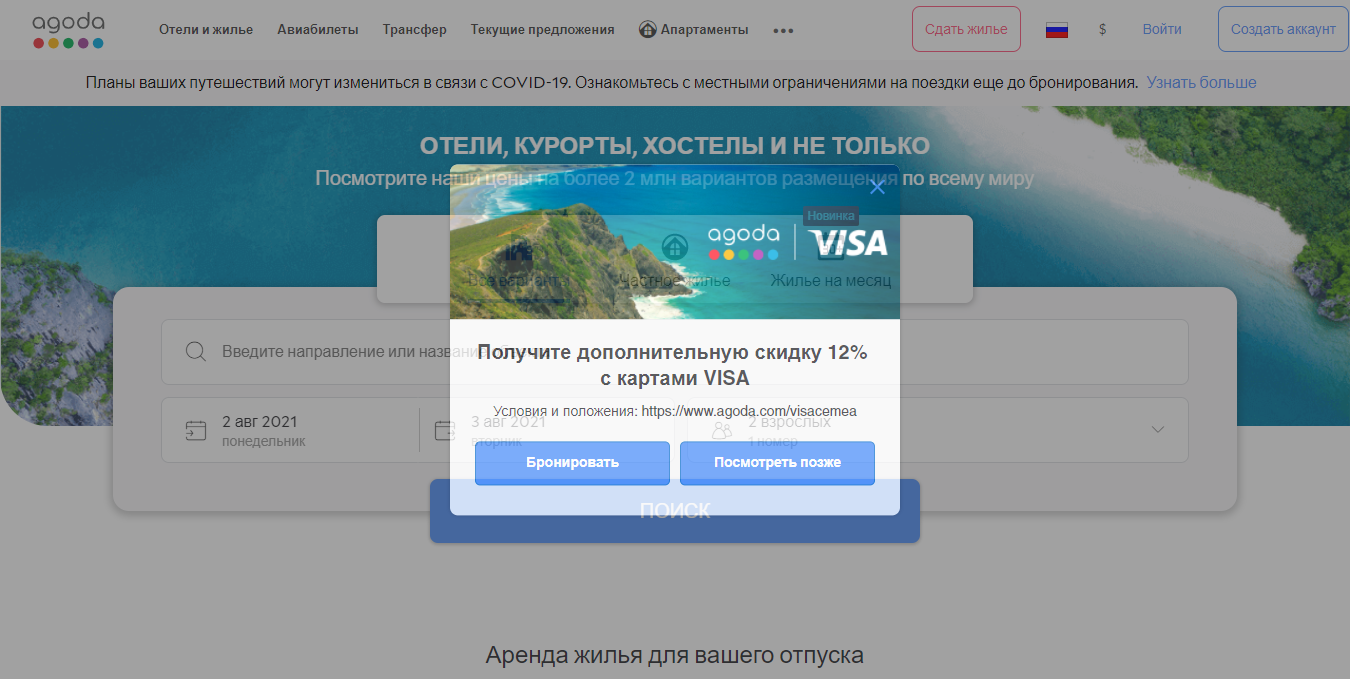 agoda
Отели и жилье Авиабилеты Трансфер Текущие предложения Апартаменты ••• Сдать жилье $ Войти Создать аккаунт
Планы ваших путешествий могут измениться в связи с COVID-19. Ознакомьтесь с местными ограничениями на поездки еще до бронирования. Узнать больше
ОТЕЛИ, КУРОРТЫ, ХОСТЕЛЫ И НЕ ТОЛЬКО
Посмотрите наши цены на более 2 млн вариантов размещения по всему миру
Новинка
agoda VISA
Все варианты Частное жилье Жилье на месяц
Введите направление или название
Получите дополнительную скидку 12%
с картами VISA
Условия и положения: https://www.agoda.com/visacemea
2 авг 2021 3 авг 2021 2 взрослых
понедельник вторник 1 номер
Бронировать Посмотреть позже
ПОИСК
Аренда жилья для вашего отпуска